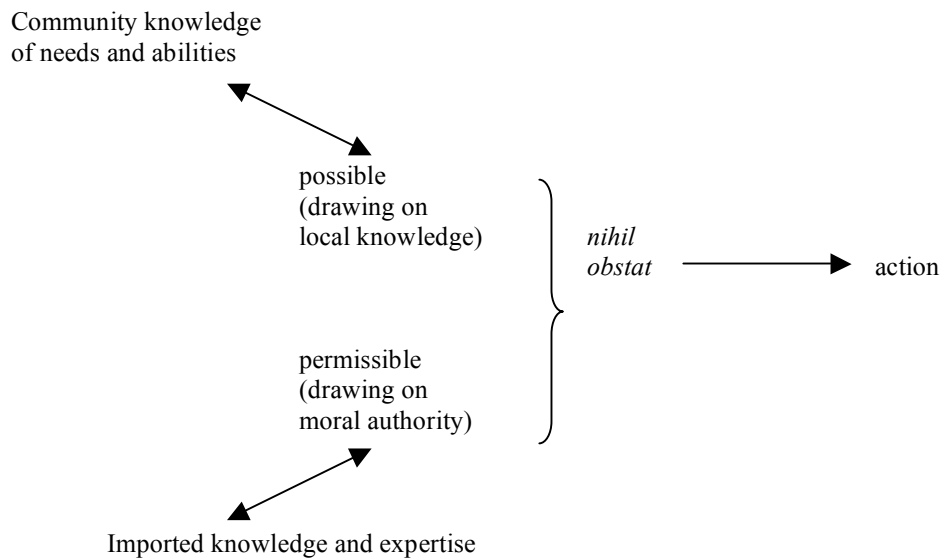 Community knowledge
of needs and abilities
possible
(drawing on
local knowledge)
nihil
obstat
action
permissible
(drawing on
moral authority)
Imported knowledge and expertise